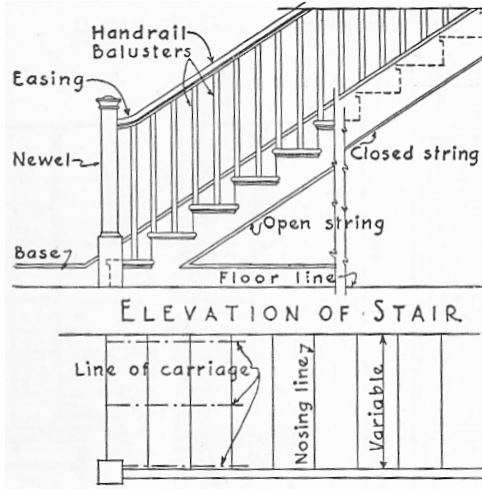 Handrail
Balusters
Easing
Newel
Closed string
Open string
Base
Floor line
ELEVATION OF STAIR
Line of carriage
Nosing line
Variable